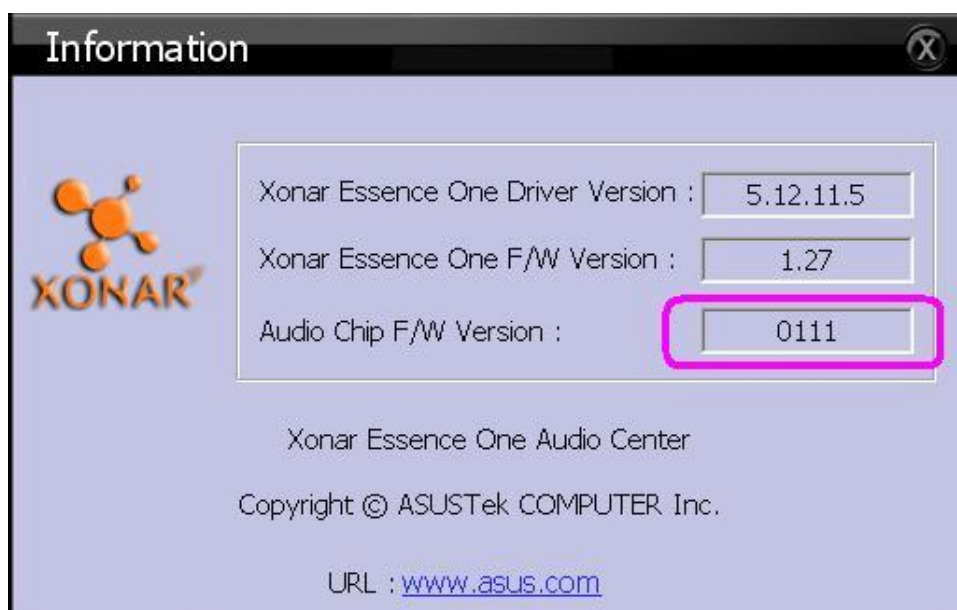 Information
XONAR
Xonar Essence One Driver Version : 5.12.11.5
Xonar Essence One F/W Version : 1.27
Audio Chip F/W Version : 0111
Xonar Essence One Audio Center
Copyright © ASUSTek COMPUTER Inc.
URL : www.asus.com